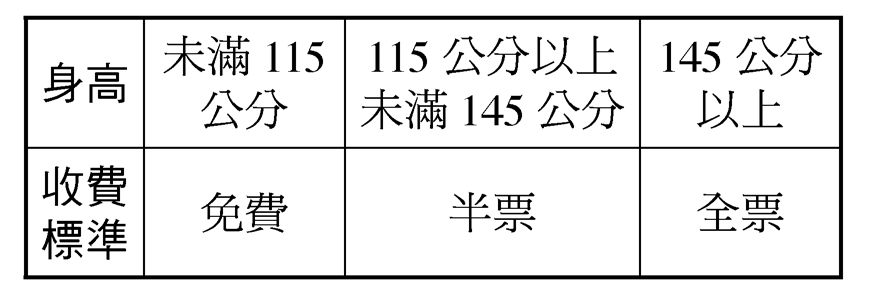 身高
未滿 115
公分
115 公分以上
未滿 145 公分
145 公分
以上
收費
標準
免費
半票
全票